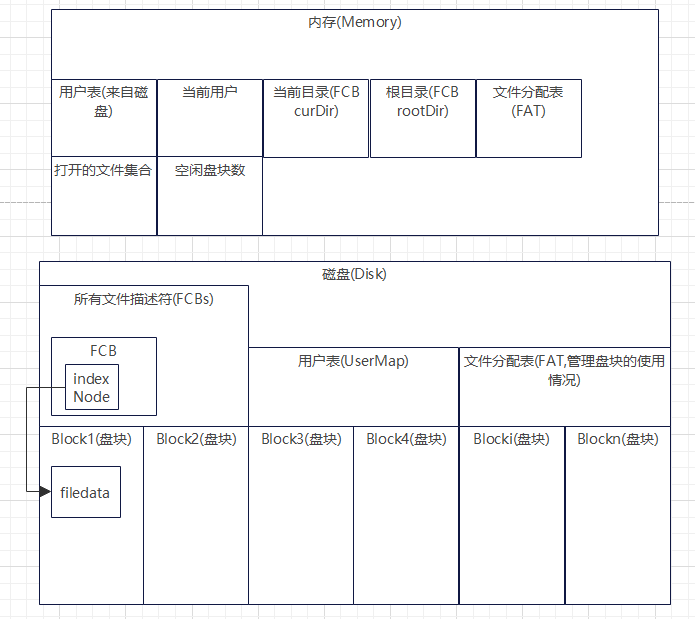 内存(Memory)
用户表(来自磁
盘)
当前用户
当前目录(FCB
curDir)
根目录(FCB
rootDir)
文件分配表
(FAT)
打开的文件集合
空闲盘块数
磁盘(Disk)
所有文件描述符(FCBs)
FCB
index
Node
用户表(UserMap)
文件分配表(FAT,管理盘块的使用
情况)
Block1(盘块)
Block2(盘块)
Block3(盘块)
Block4(盘块)
Blocki(盘块)
Blockn(盘块)
filedata